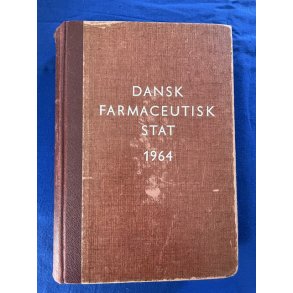 DANSK
FARMACEUTISK
STAT
1964